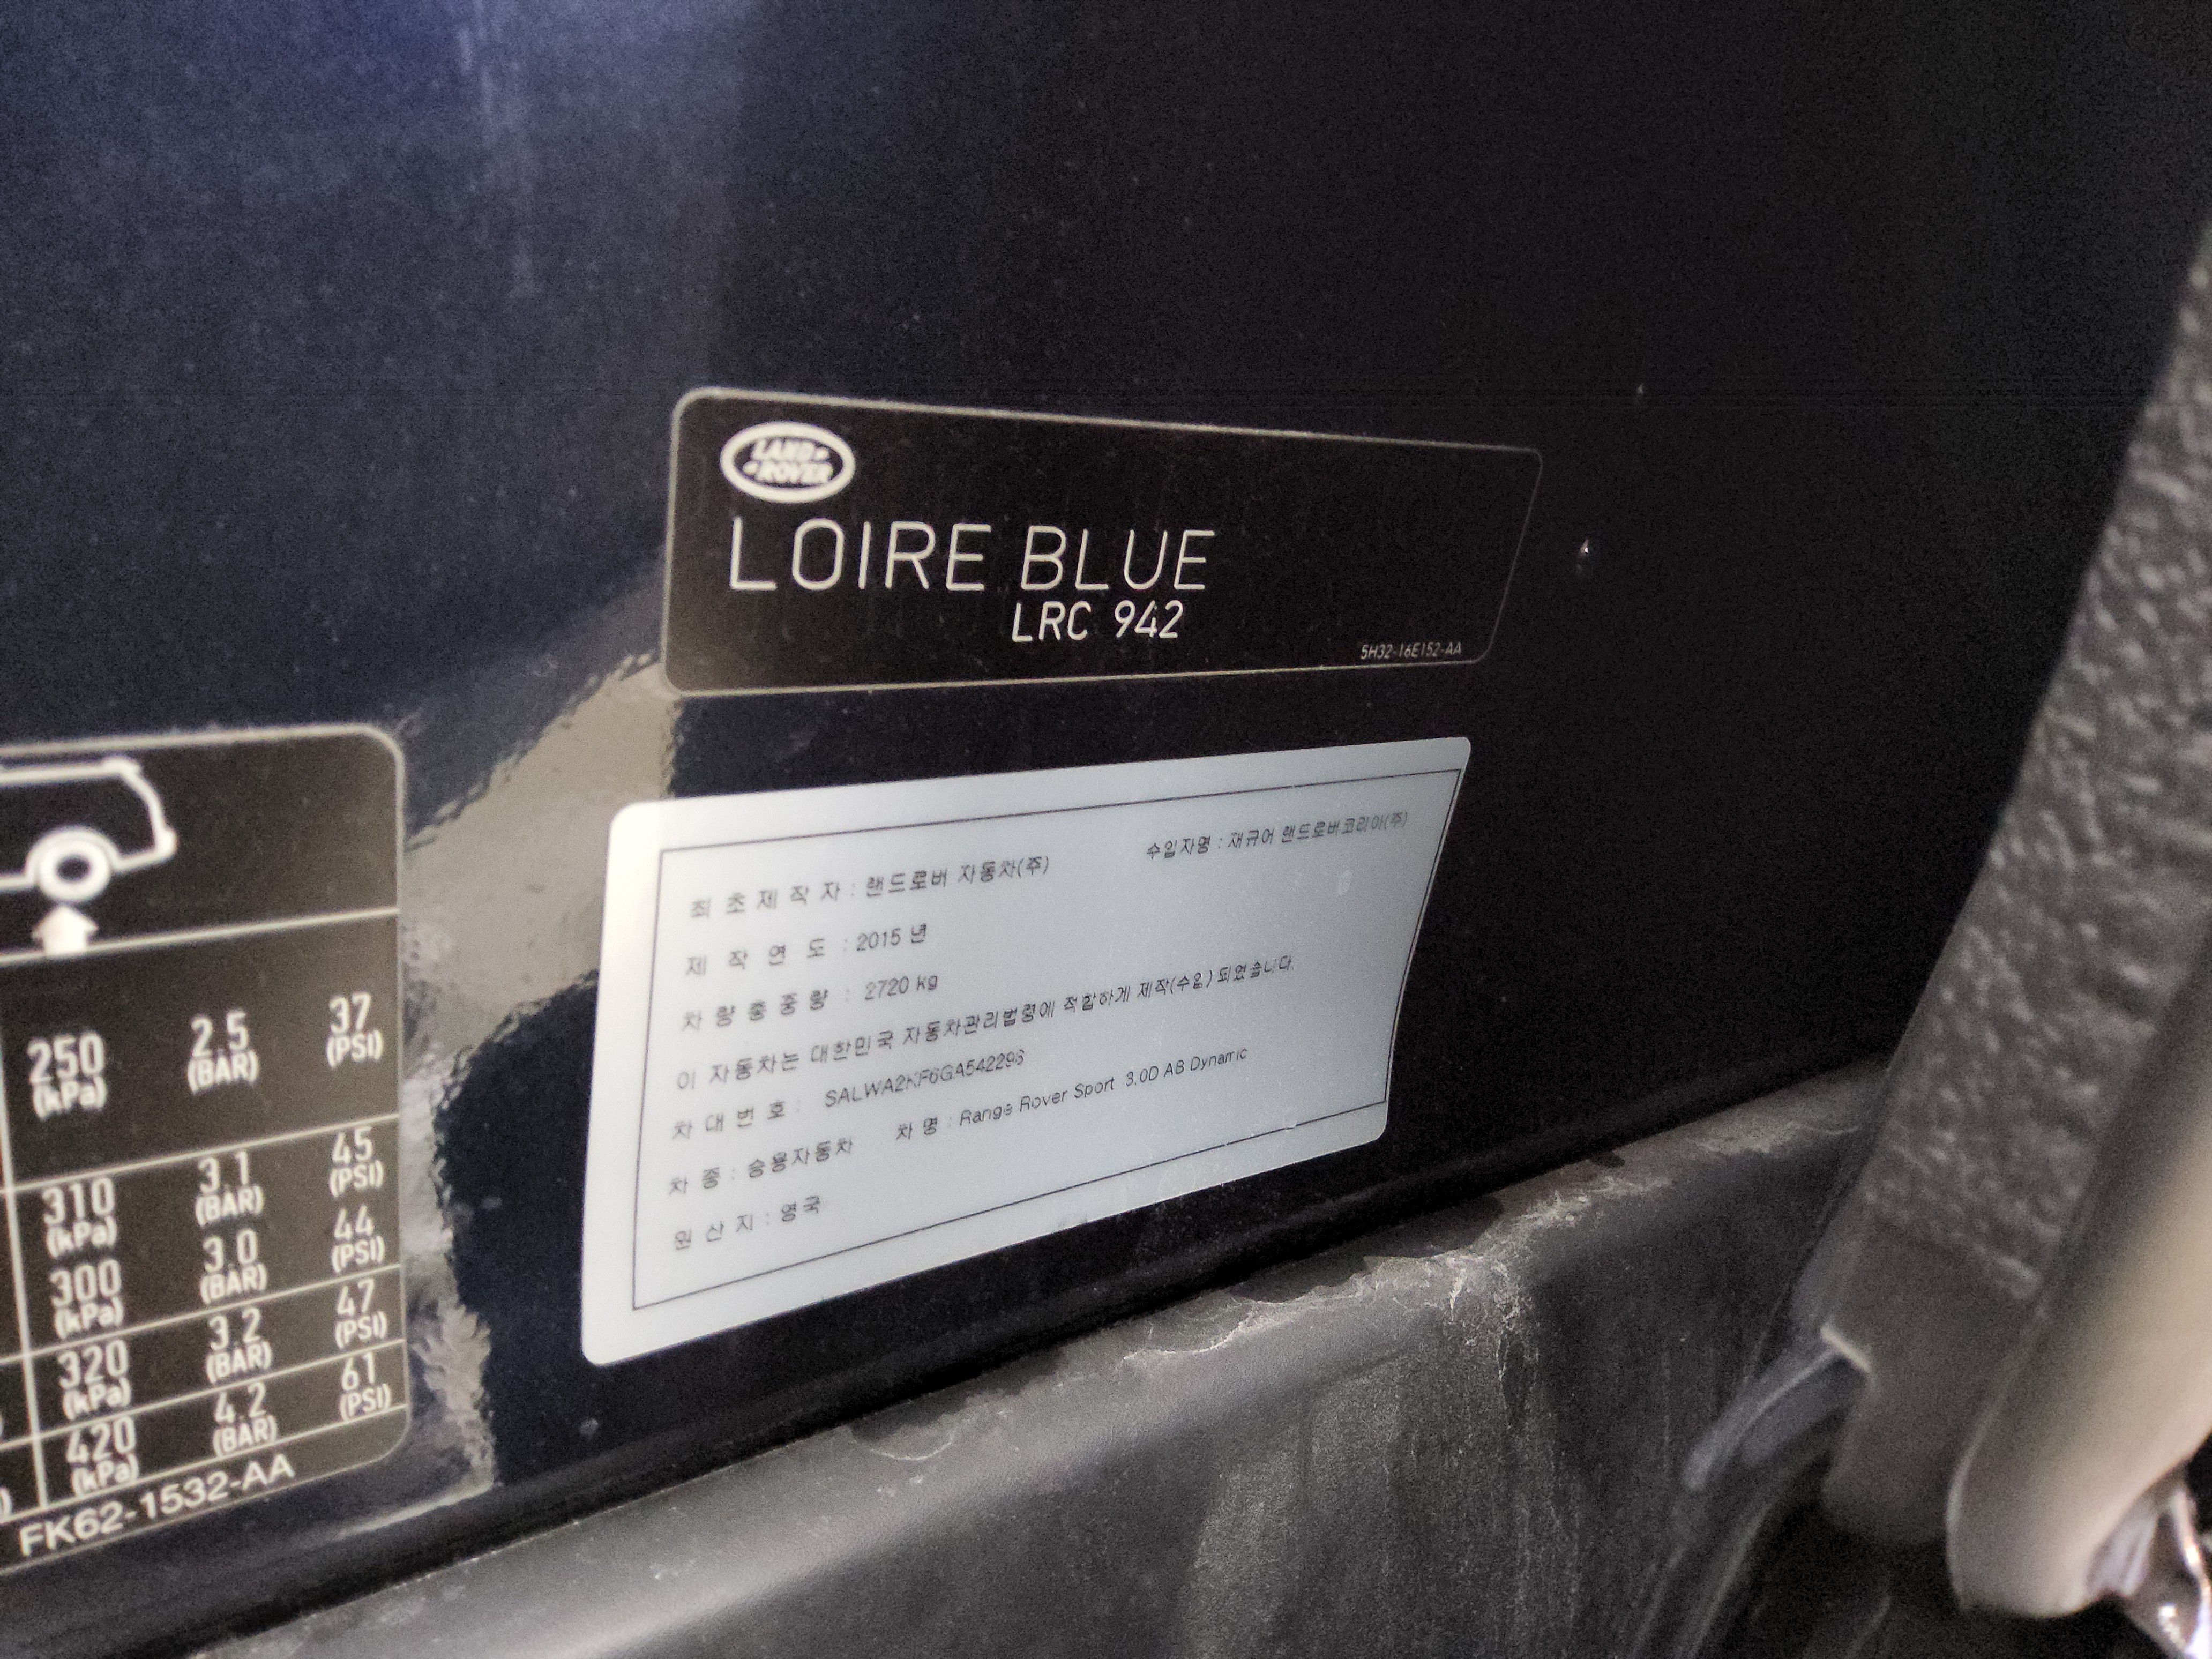 LAND ROVER
LOIRE BLUE
LRC 942
5H32-16E152-AA
최초제작자 : 랜드로버 자동차(주) 수입자명 : 재규어 랜드로버코리아(주)
제작연도 : 2015 년
차량총중량 : 2720 kg
이 자동차는 대한민국 자동차관리법령에 적합하게 제작(수입) 되었습니다.
차대번호 : SALWA2KF6GA542296
차종 : 승용자동차 차명 : Range Rover Sport 3.0D AB Dynamic
원산지 : 영국
250 (kPa) 2.5 (BAR) 37 (PSI)
310 (kPa) 3.1 (BAR) 45 (PSI)
300 (kPa) 3.0 (BAR) 44 (PSI)
320 (kPa) 3.2 (BAR) 47 (PSI)
420 (kPa) 4.2 (BAR) 61 (PSI)
FK62-1532-AA